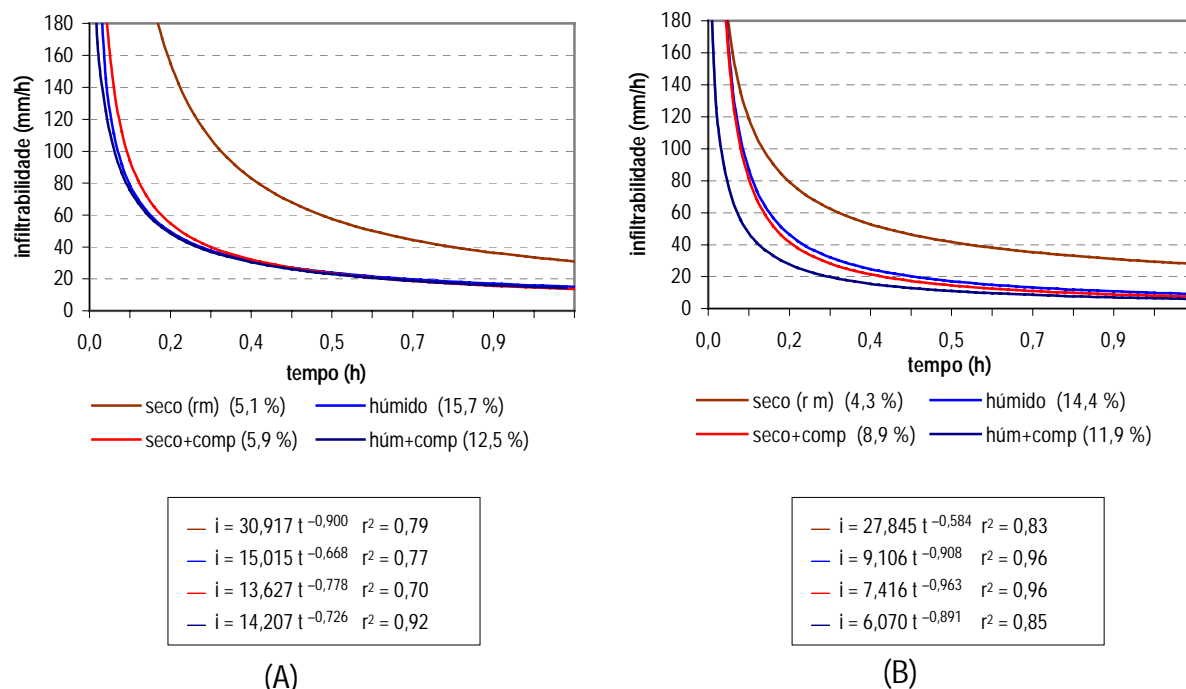 180
160
140
120
100
80
60
40
20
0
infiltrabilidade (mm/h)
0,0 0,2 0,4 0,5 0,7 0,9
tempo (h)
seco (rm) (5,1 %) húmido (15,7 %)
seco+comp (5,9 %) húm+comp (12,5 %)
i = 30,917 t –0,900 r² = 0,79
i = 15,015 t –0,668 r² = 0,77
i = 13,627 t –0,778 r² = 0,70
i = 14,207 t –0,726 r² = 0,92
(A)
180
160
140
120
100
80
60
40
20
0
infiltrabilidade (mm/h)
0,0 0,2 0,4 0,5 0,7 0,9
tempo (h)
seco (r m) (4,3 %) húmido (14,4 %)
seco+comp (8,9 %) húm+comp (11,9 %)
i = 27,845 t –0,584 r² = 0,83
i = 9,106 t –0,908 r² = 0,96
i = 7,416 t –0,963 r² = 0,96
i = 6,070 t –0,891 r² = 0,85
(B)